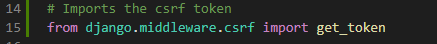 14 # Imports the csrf token
15 from django.middleware.csrf import get_token